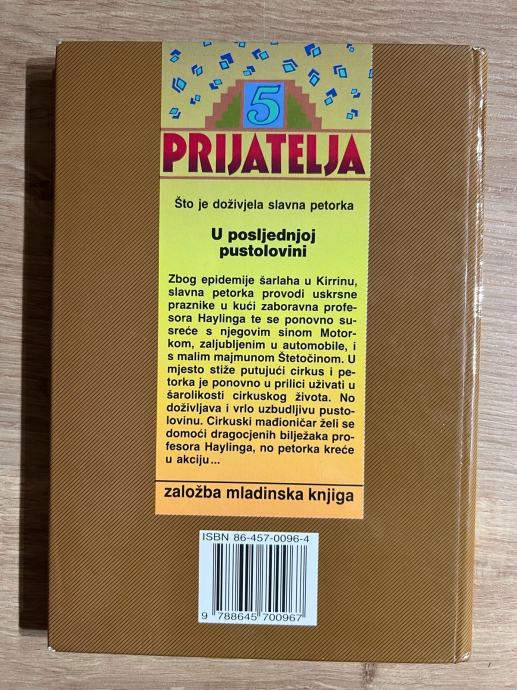 5
PRIJATELJA
Što je doživjela slavna petorka
U posljednjoj
pustolovini
Zbog epidemije šarlaha u Kirrinu,
slavna petorka provodi uskrsne
praznike u kući zaboravna profe-
sora Haylinga te se ponovno su-
sreće s njegovim sinom Motor-
kom, zaljubljenim u automobile, i
s malim majmunom Štetočinom. U
mjesto stiže putujući cirkus i pe-
torka je ponovno u prilici uživati u
šarolikosti cirkuskog života. No
doživljava i vrlo uzbudljivu pusto-
lovinu. Cirkuski mađioničar želi se
domoći dragocjenih bilježaka pro-
fesora Haylinga, no petorka kreće
u akciju...
založba mladinska knjiga
ISBN 86-457-0096-4
9 788645 700967